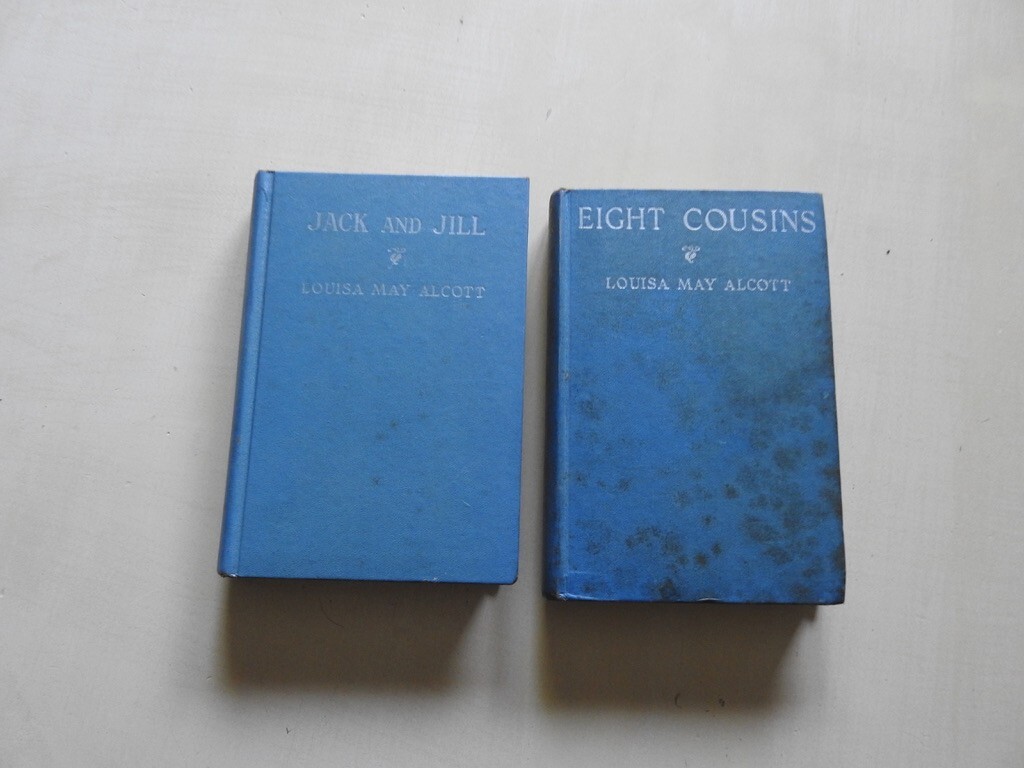 JACK AND JILL
LOUISA MAY ALCOTT
EIGHT COUSINS
LOUISA MAY ALCOTT